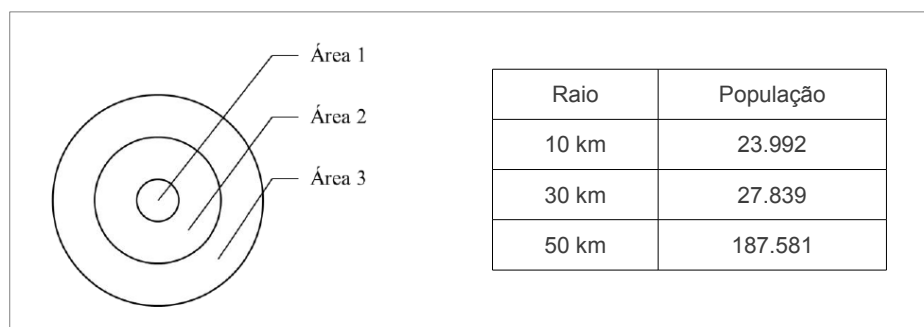 Área 1
Área 2
Área 3
Raio População
10 km 23.992
30 km 27.839
50 km 187.581